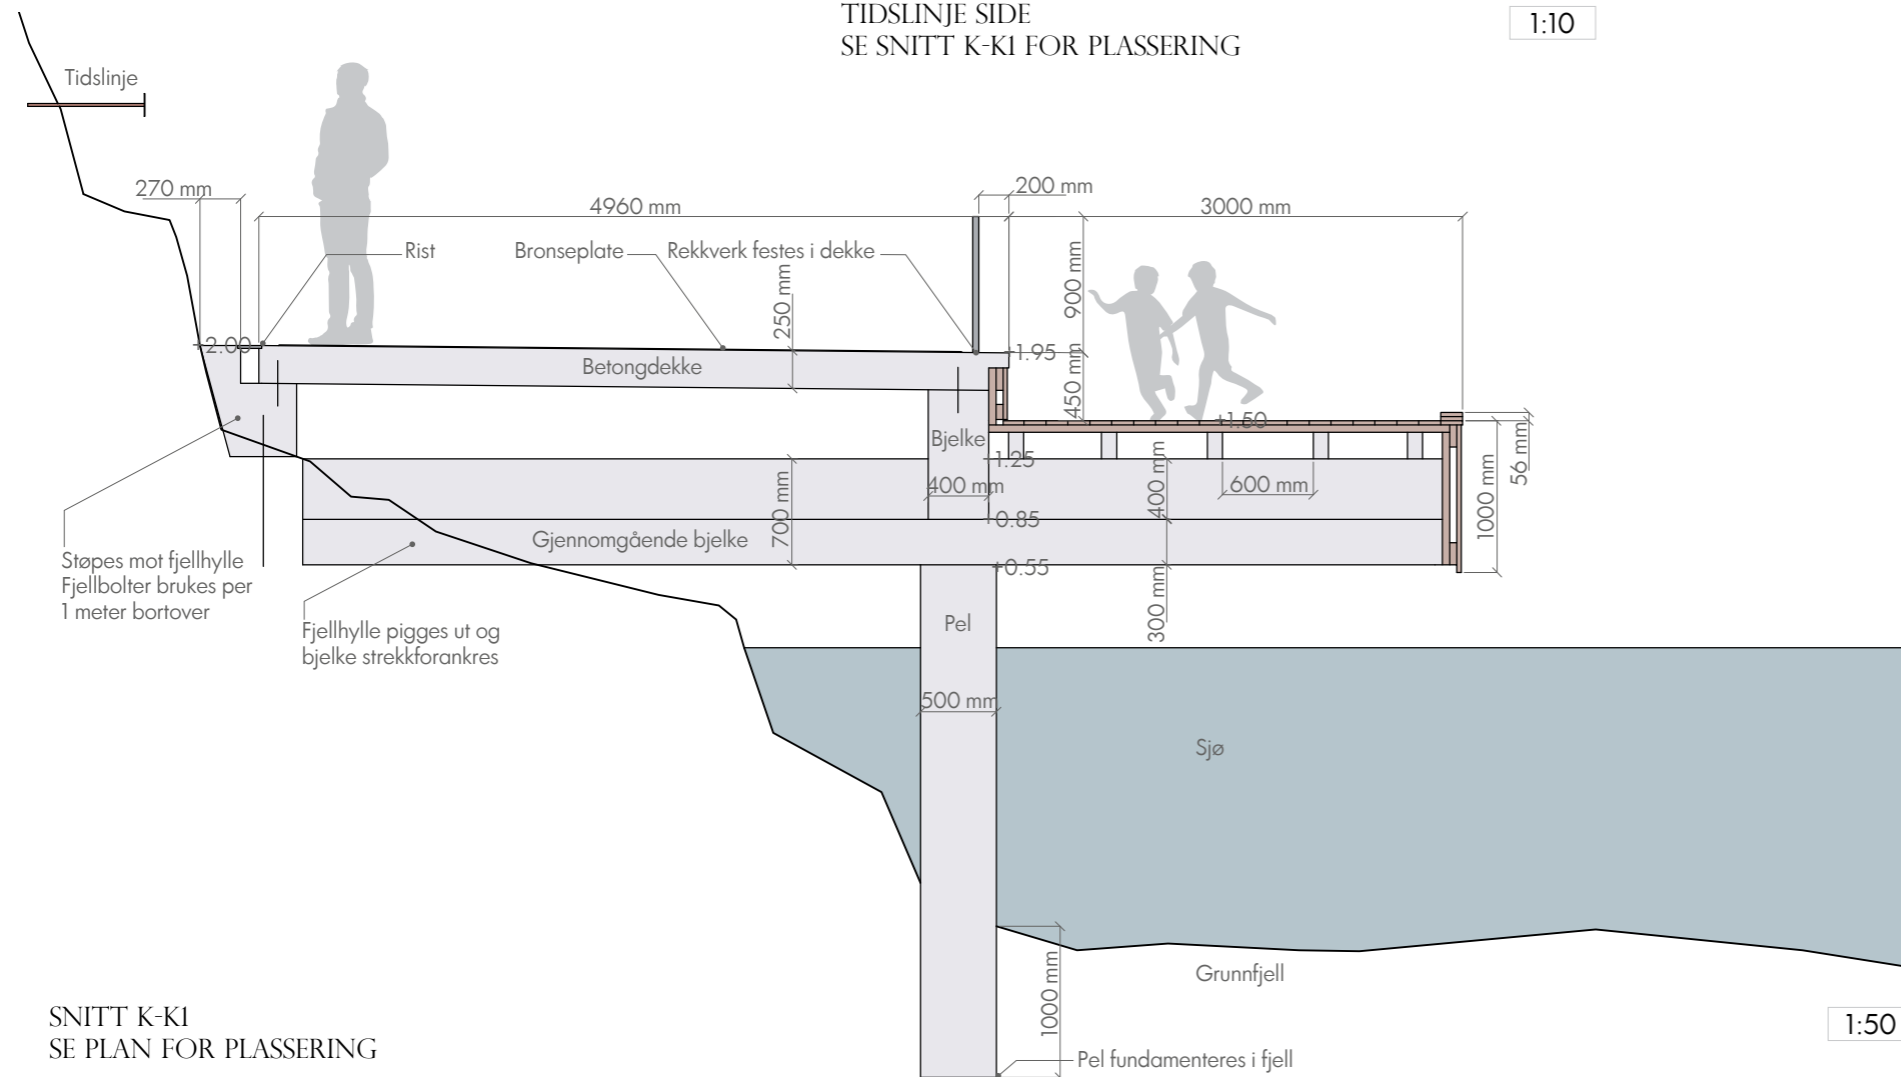 TIDSLINJE SIDE
SE SNITT K-K1 FOR PLASSERING
1:10
Tidslinje
270 mm
4960 mm
200 mm
3000 mm
Rist
Bronseplate
Rekkverk festes i dekke
250 mm
900 mm
+2.00
Betongdekke
+1.95
450 mm
+1.50
Bjelke
56 mm
+1.25
400 mm
400 mm
600 mm
1000 mm
700 mm
+0.85
Gjennomgående bjelke
+0.55
300 mm
Støpes mot fjellhylle
Fjellbolter brukes per
1 meter bortover
Fjellhylle pigges ut og
bjelke strekkforankres
Pel
500 mm
Sjø
Grunnfjell
1000 mm
SNITT K-K1
SE PLAN FOR PLASSERING
1:50
Pel fundamenteres i fjell